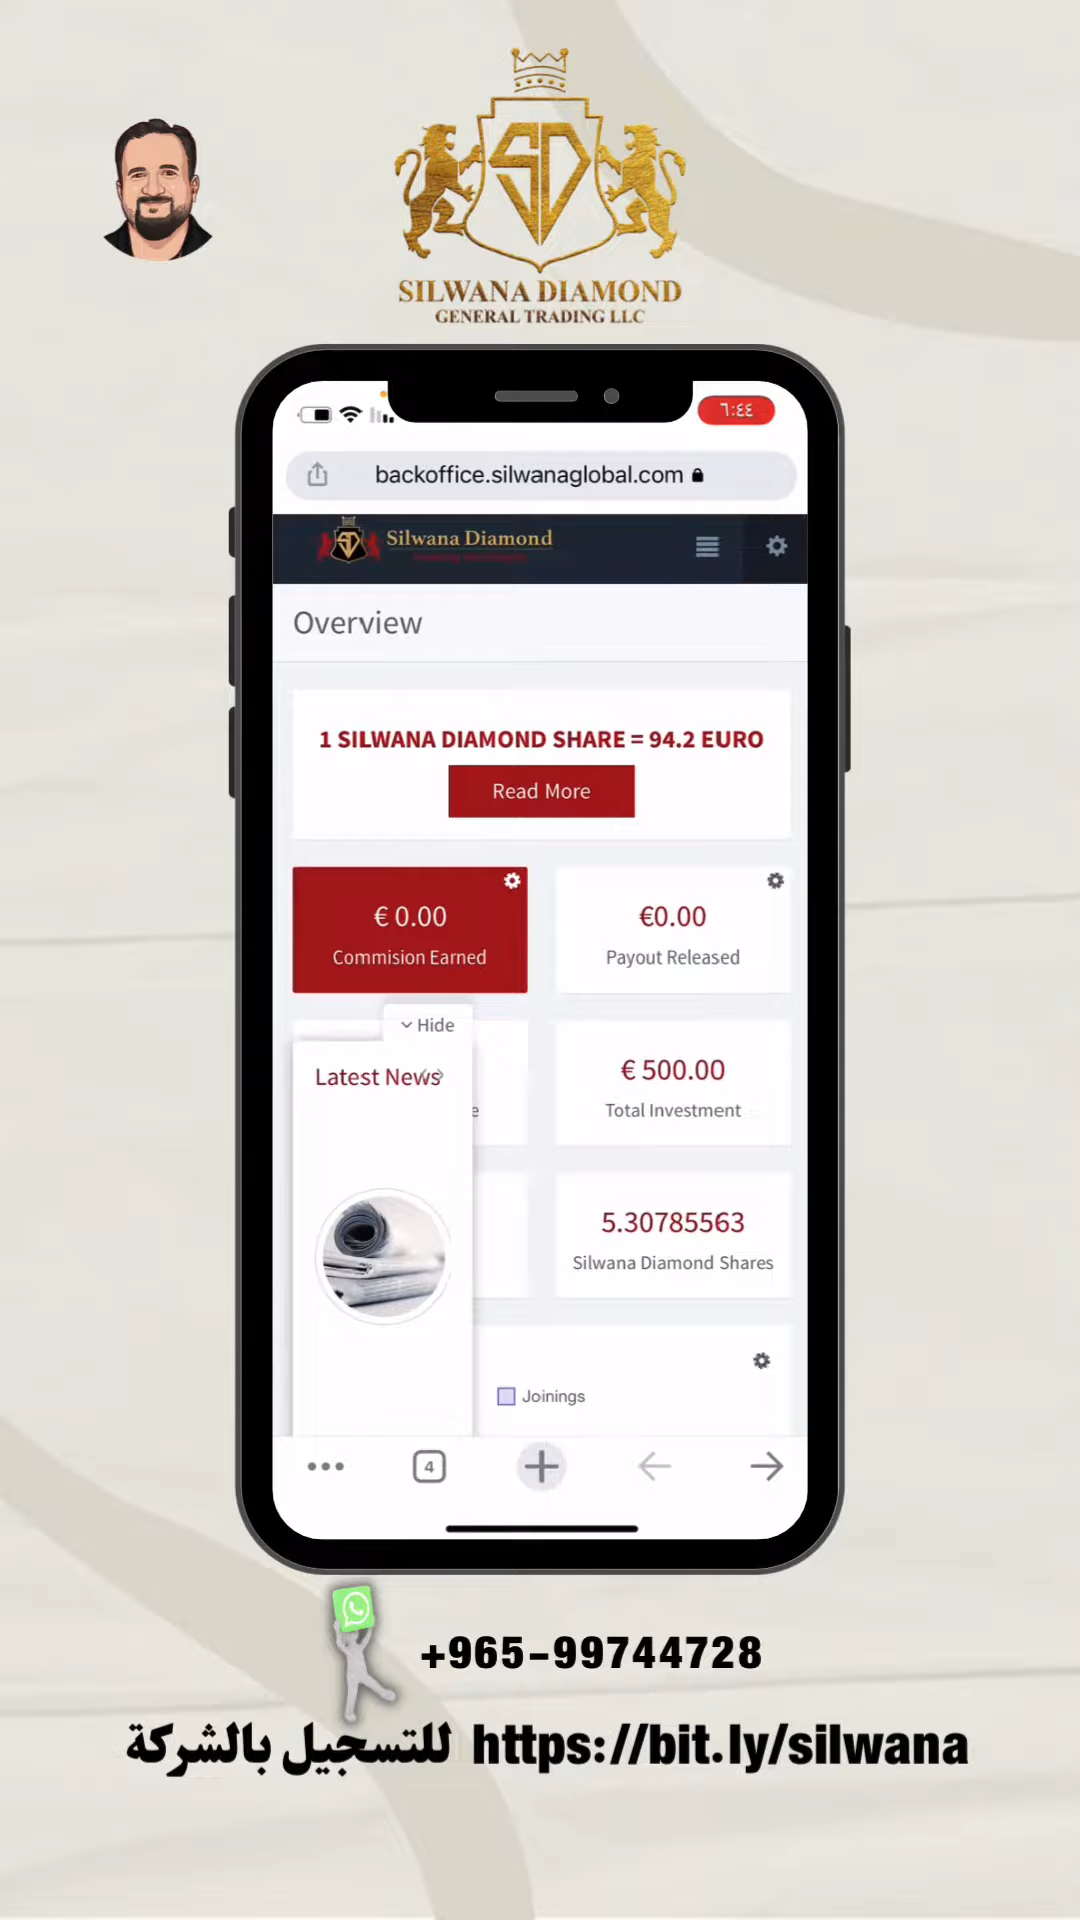 SD
SILWANA DIAMOND
GENERAL TRADING LLC
٦:٤٤
backoffice.silwanaglobal.com
Silwana Diamond
Overview
1 SILWANA DIAMOND SHARE = 94.2 EURO
Read More
€ 0.00
Commision Earned
€0.00
Payout Released
Hide
Latest News
e
€ 500.00
Total Investment
5.30785563
Silwana Diamond Shares
Joinings
4
+965-99744728
للتسجيل بالشركة https://bit.ly/silwana